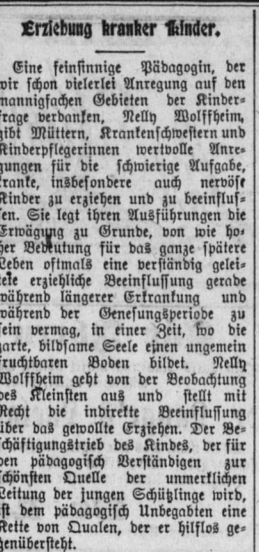 Erziehung kranker Kinder.
Eine feinsinnige Pädagogin, der
wir schon vielerlei Anregung auf den
mannigfachen Gebieten der Kinder-
frage verdanken, Nelly Wolffheim,
gibt Müttern, Krankenschwestern und
Kinderpflegerinnen wertvolle Anre-
gungen für die schwierige Aufgabe,
kranke, insbesondere auch nervöse
Kinder zu erziehen und zu beeinflus-
sen. Sie legt ihren Ausführungen die
Erwägung zu Grunde, von wie ho-
her Bedeutung für das ganze spätere
Leben oftmals eine verständig gelei-
tete erziehliche Beeinflussung gerade
während längerer Erkrankung und
während der Genesungsperiode zu
sein vermag, in einer Zeit, wo die
zarte, bildsame Seele einen ungemein
fruchtbaren Boden bildet. Nelly
Wolffheim geht von der Beobachtung
des Kleinsten aus und stellt mit
Recht die indirekte Beeinflussung
über das gewollte Erziehen. Der Be-
schäftigungstrieb des Kindes, der für
den pädagogisch Verständigen zur
schönsten Quelle der unmerklichen
Leitung der jungen Schützlinge wird,
ist dem pädagogisch Unbegabten eine
Kette von Qualen, der er hilflos ge-
genübersteht.